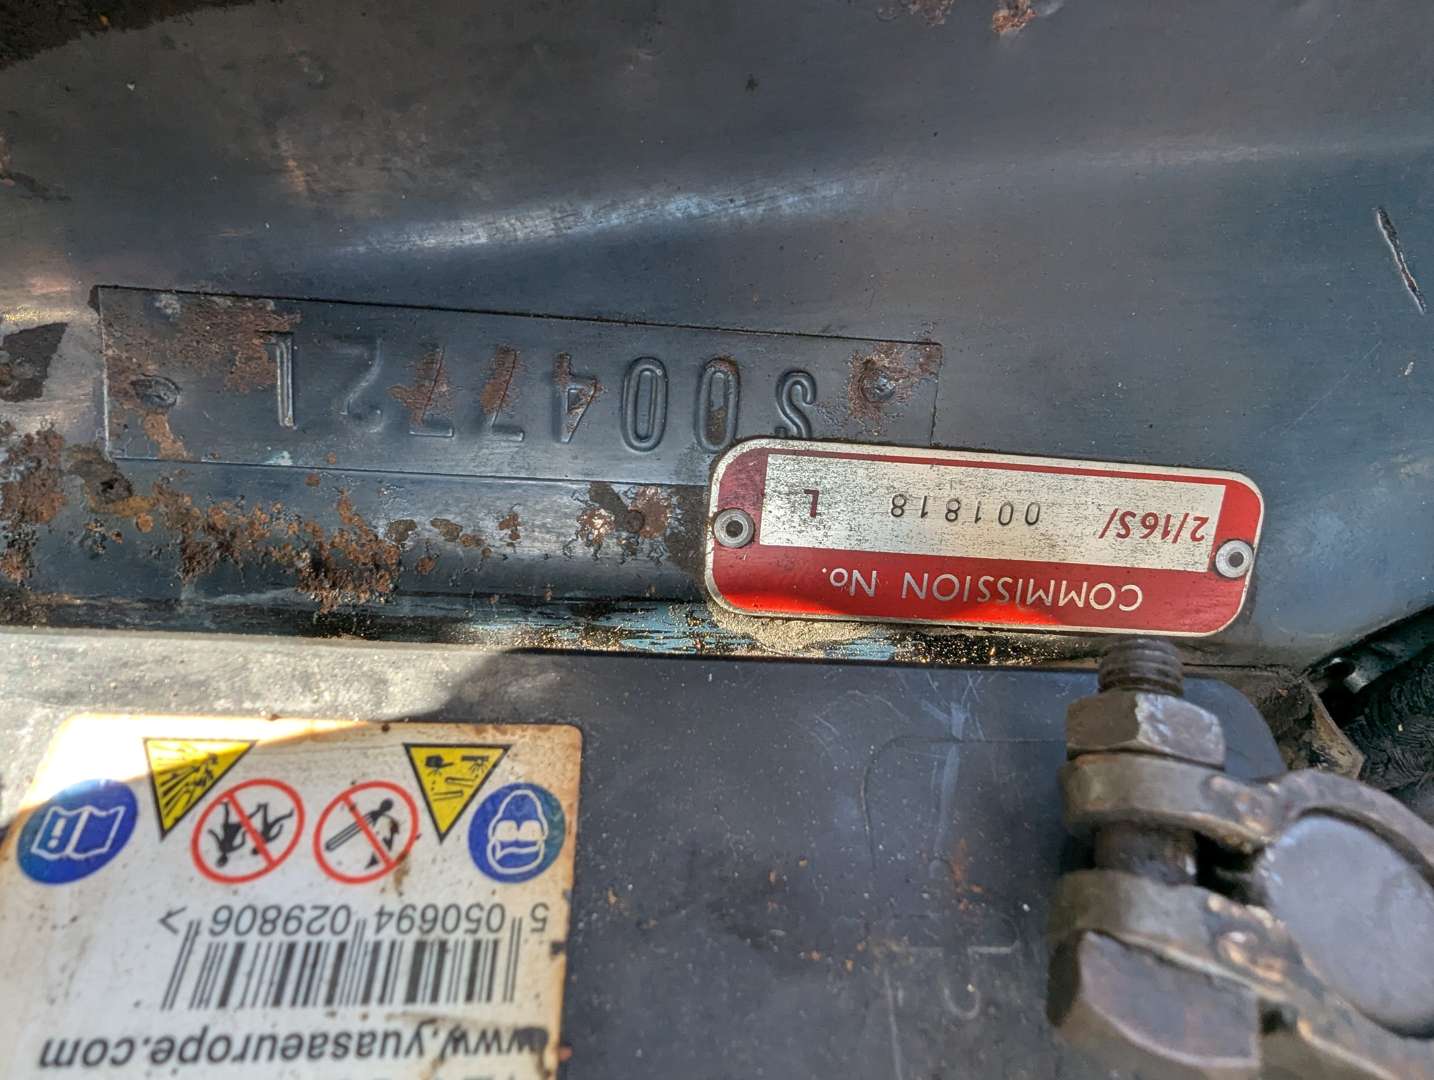 www.yuasaeurope.com
5 050694 029806 >
COMMISSION No.
2/16S/ 001818 L
S004772L